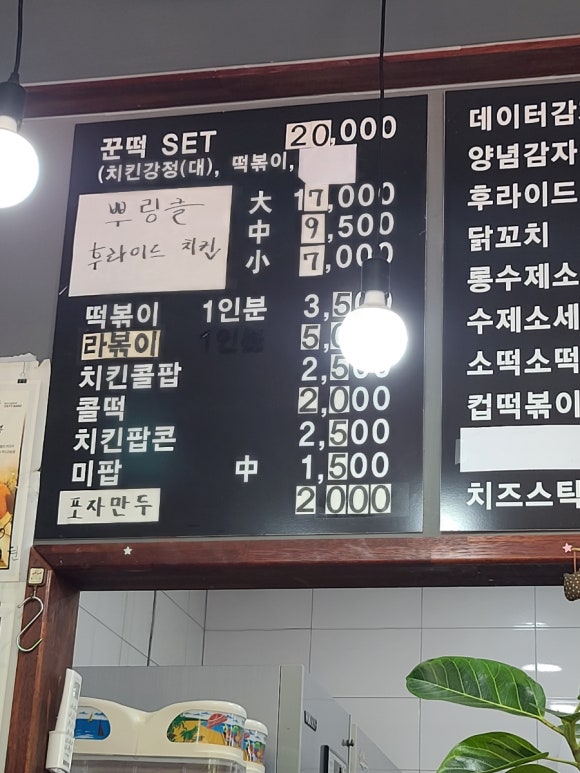 꾼떡 SET 20,000
(치킨강정(대), 떡볶이,
뿌링클
후라이드 치킨
大 17,000
中 9,500
小 7,000
떡볶이 1인분 3,500
라볶이
치킨콜팝 2,500
콜떡 2,000
치킨팝콘 2,500
미팝 中 1,500
포자만두 2000
데이터감
양념감자
후라이드
닭꼬치
롱수제소
수제소세
소떡소떡
컵떡볶이
치즈스틱